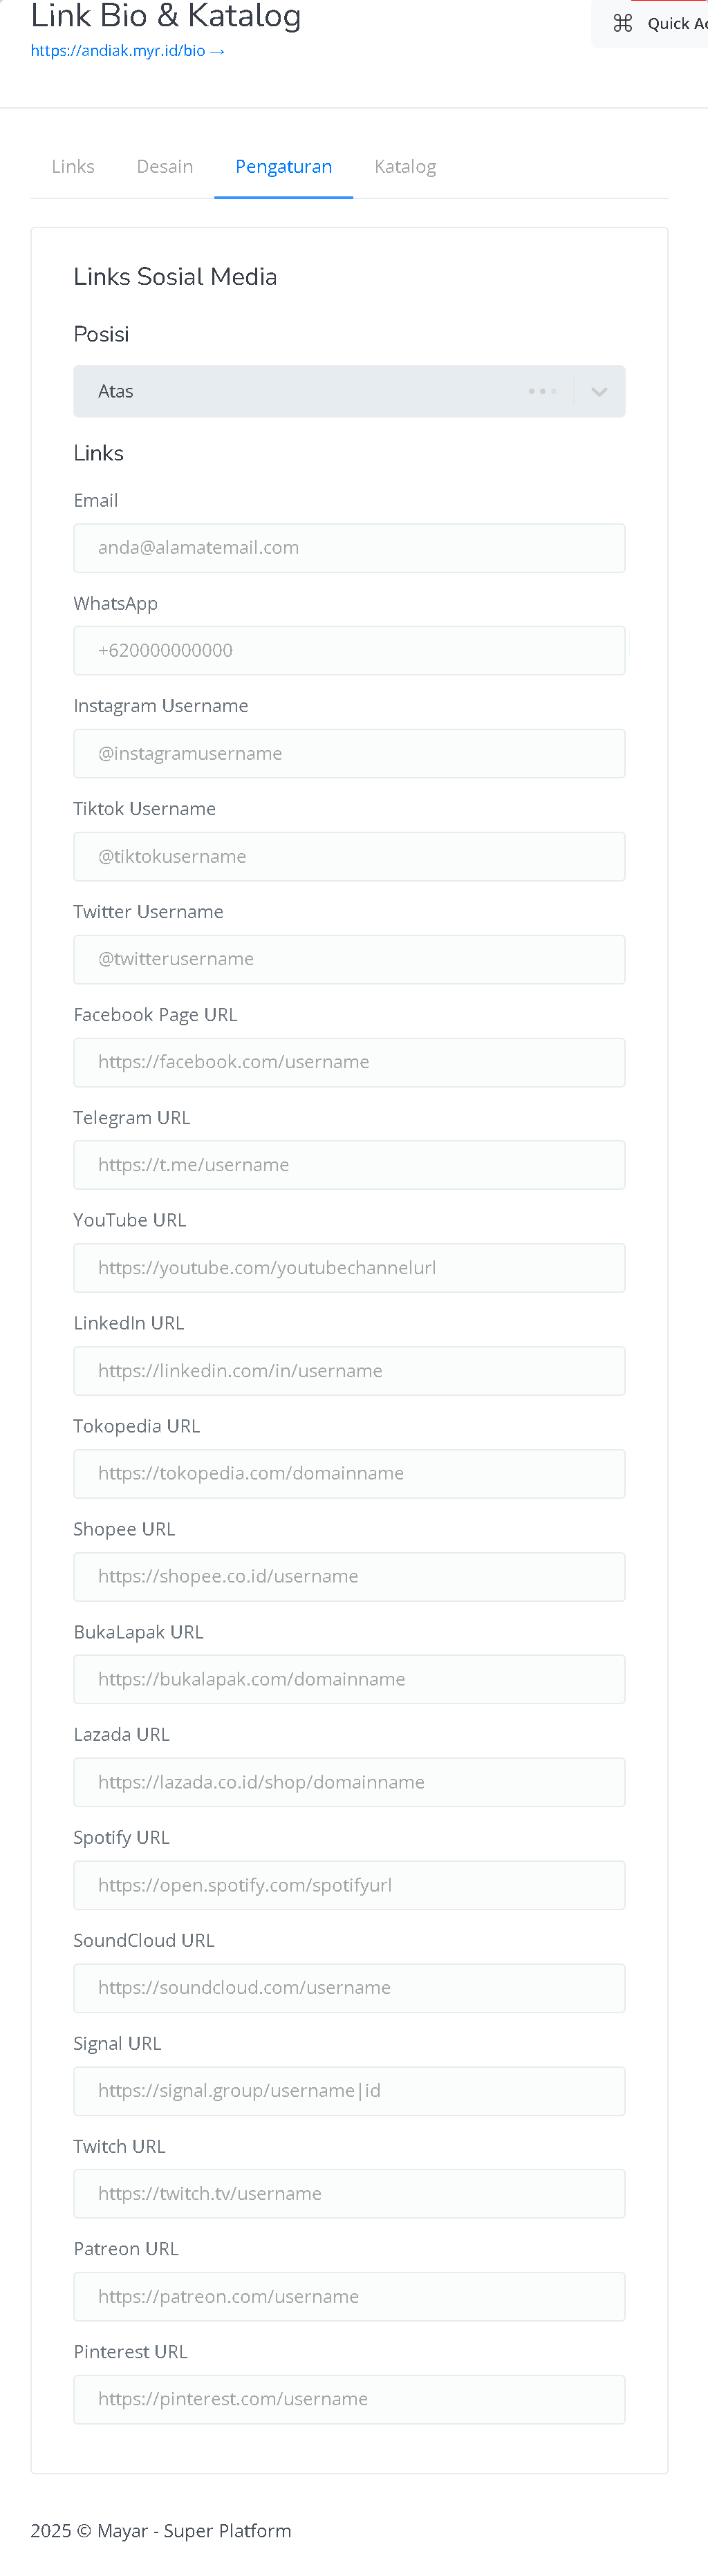 Link Bio & Katalog
Quick
https://andiak.myr.id/bio →
Links Desain Pengaturan Katalog
Links Sosial Media
Posisi
Atas
Links
Email
anda@alamatemail.com
WhatsApp
+620000000000
Instagram Username
@instagramusername
Tiktok Username
@tiktokusername
Twitter Username
@twitterusername
Facebook Page URL
https://facebook.com/username
Telegram URL
https://t.me/username
YouTube URL
https://youtube.com/youtubechannelurl
LinkedIn URL
https://linkedin.com/in/username
Tokopedia URL
https://tokopedia.com/domainname
Shopee URL
https://shopee.co.id/username
BukaLapak URL
https://bukalapak.com/domainname
Lazada URL
https://lazada.co.id/shop/domainname
Spotify URL
https://open.spotify.com/spotifyurl
SoundCloud URL
https://soundcloud.com/username
Signal URL
https://signal.group/username|id
Twitch URL
https://twitch.tv/username
Patreon URL
https://patreon.com/username
Pinterest URL
https://pinterest.com/username
2025 © Mayar - Super Platform